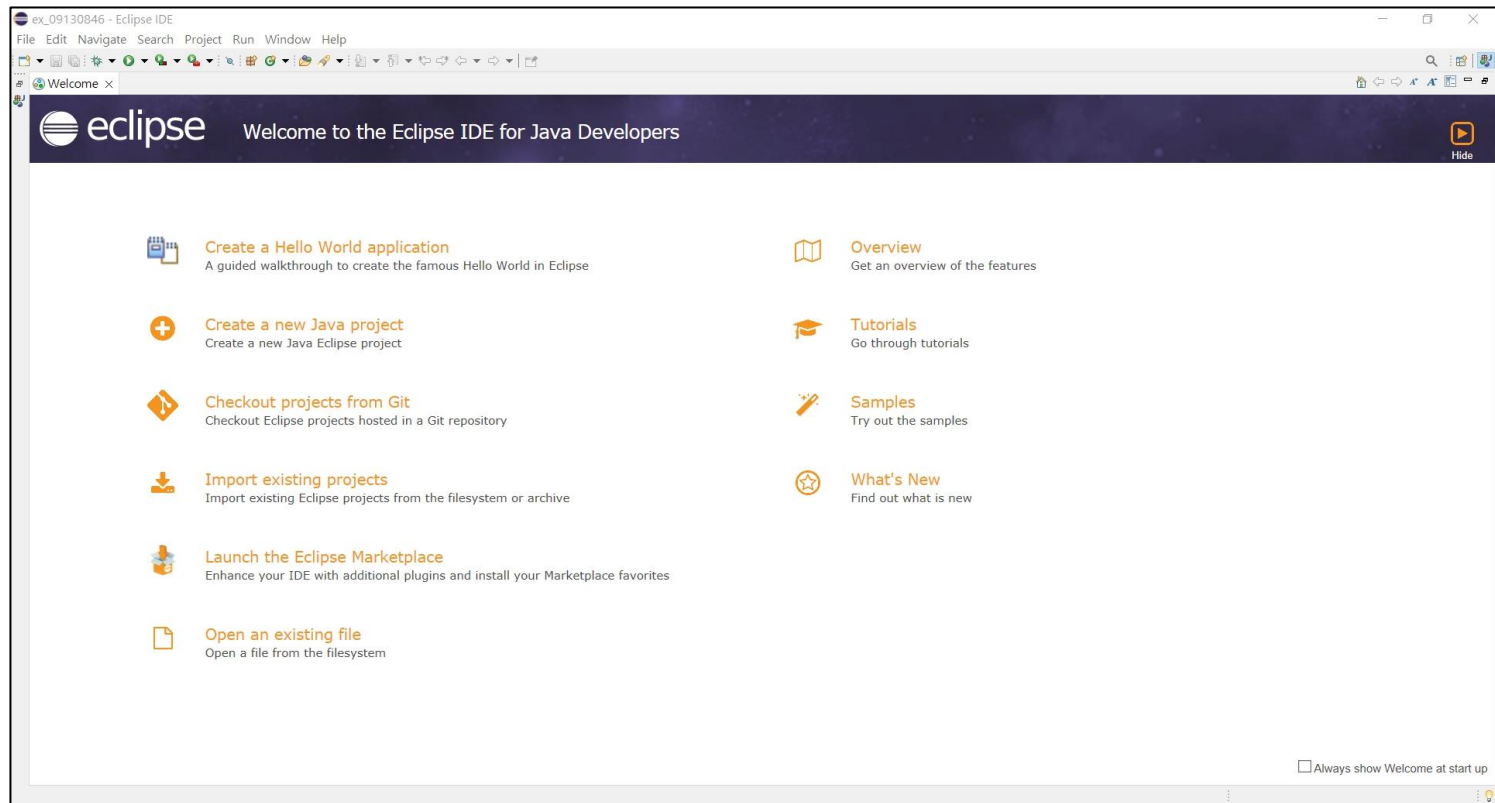 ex_09130846 - Eclipse IDE
File Edit Navigate Search Project Run Window Help
Welcome
eclipse Welcome to the Eclipse IDE for Java Developers
Hide
Create a Hello World application
A guided walkthrough to create the famous Hello World in Eclipse
Create a new Java project
Create a new Java Eclipse project
Checkout projects from Git
Checkout Eclipse projects hosted in a Git repository
Import existing projects
Import existing Eclipse projects from the filesystem or archive
Launch the Eclipse Marketplace
Enhance your IDE with additional plugins and install your Marketplace favorites
Open an existing file
Open a file from the filesystem
Overview
Get an overview of the features
Tutorials
Go through tutorials
Samples
Try out the samples
What's New
Find out what is new
Always show Welcome at start up